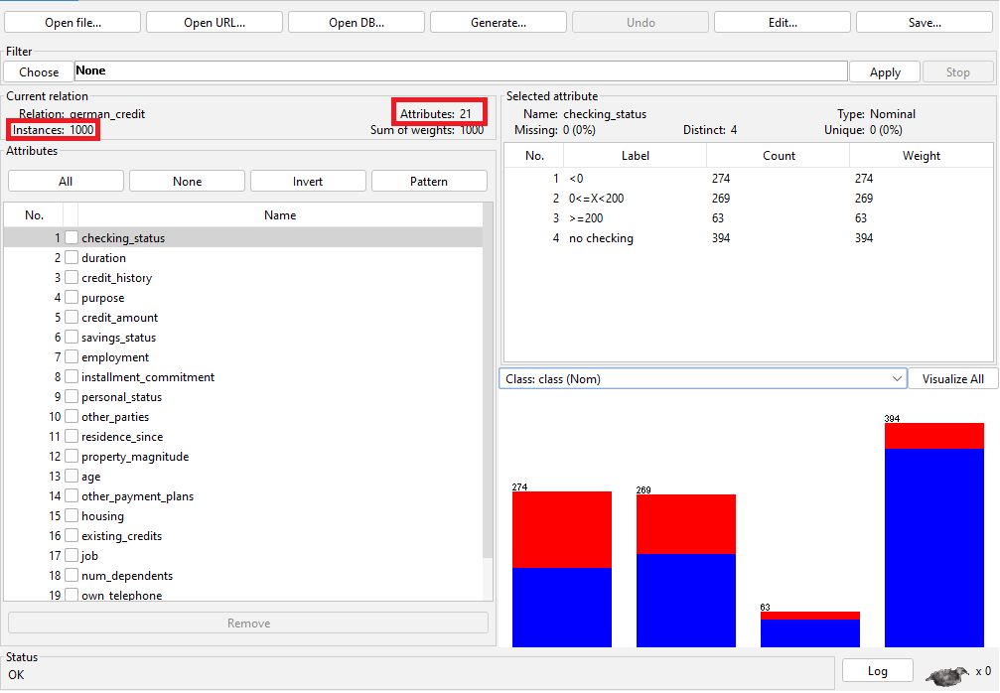 Open file... Open URL... Open DB... Generate... Undo Edit... Save...
Filter
Choose None Apply Stop
Current relation
Relation: german_credit Attributes: 21
Instances: 1000 Sum of weights: 1000
Attributes
All None Invert Pattern
No. Name
1 checking_status
2 duration
3 credit_history
4 purpose
5 credit_amount
6 savings_status
7 employment
8 installment_commitment
9 personal_status
10 other_parties
11 residence_since
12 property_magnitude
13 age
14 other_payment_plans
15 housing
16 existing_credits
17 job
18 num_dependents
19 own_telephone
Remove
Selected attribute
Name: checking_status Type: Nominal
Missing: 0 (0%) Distinct: 4 Unique: 0 (0%)
No. Label Count Weight
1 <0 274 274
2 0<=X<200 269 269
3 >=200 63 63
4 no checking 394 394
Class: class (Nom) Visualize All
394
274
269
63
Status
OK
Log x 0